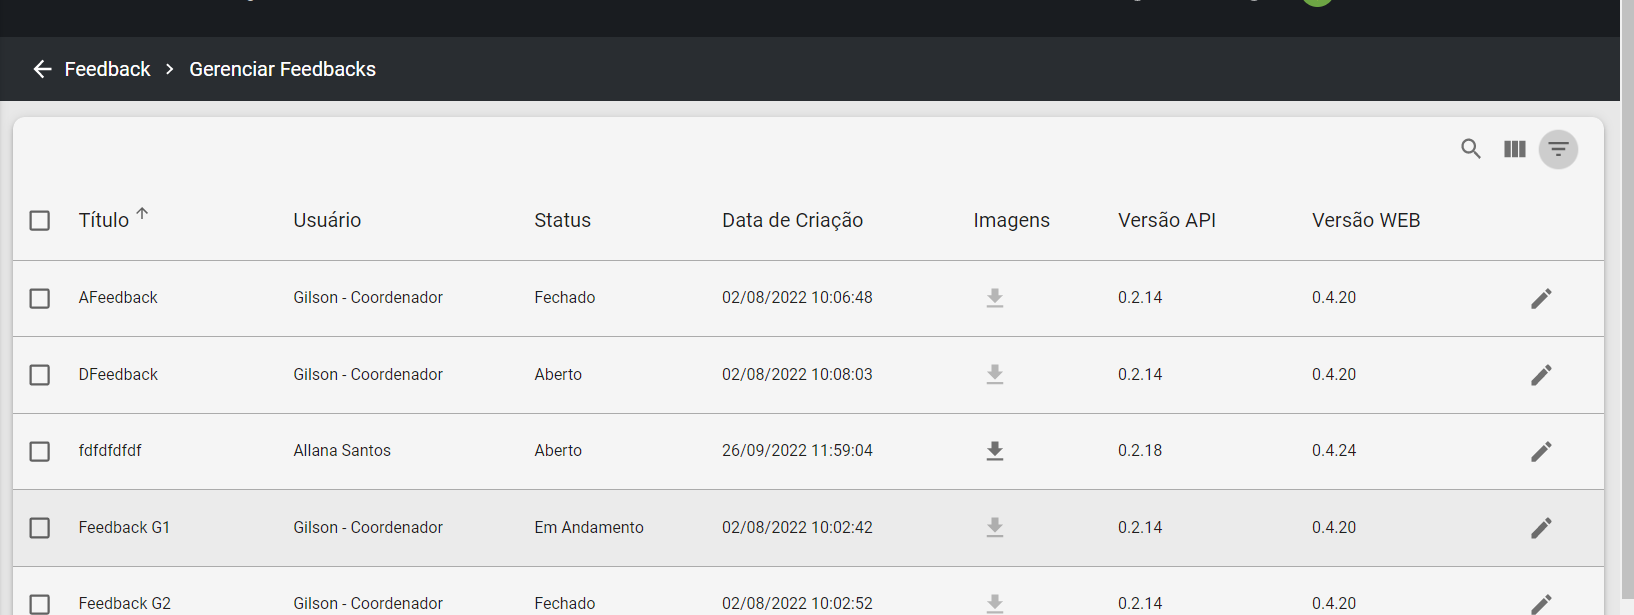 Feedback > Gerenciar Feedbacks
Título Usuário Status Data de Criação Imagens Versão API Versão WEB
AFeedback Gilson - Coordenador Fechado 02/08/2022 10:06:48 0.2.14 0.4.20
DFeedback Gilson - Coordenador Aberto 02/08/2022 10:08:03 0.2.14 0.4.20
fdfdfdfdf Allana Santos Aberto 26/09/2022 11:59:04 0.2.18 0.4.24
Feedback G1 Gilson - Coordenador Em Andamento 02/08/2022 10:02:42 0.2.14 0.4.20
Feedback G2 Gilson - Coordenador Fechado 02/08/2022 10:02:52 0.2.14 0.4.20